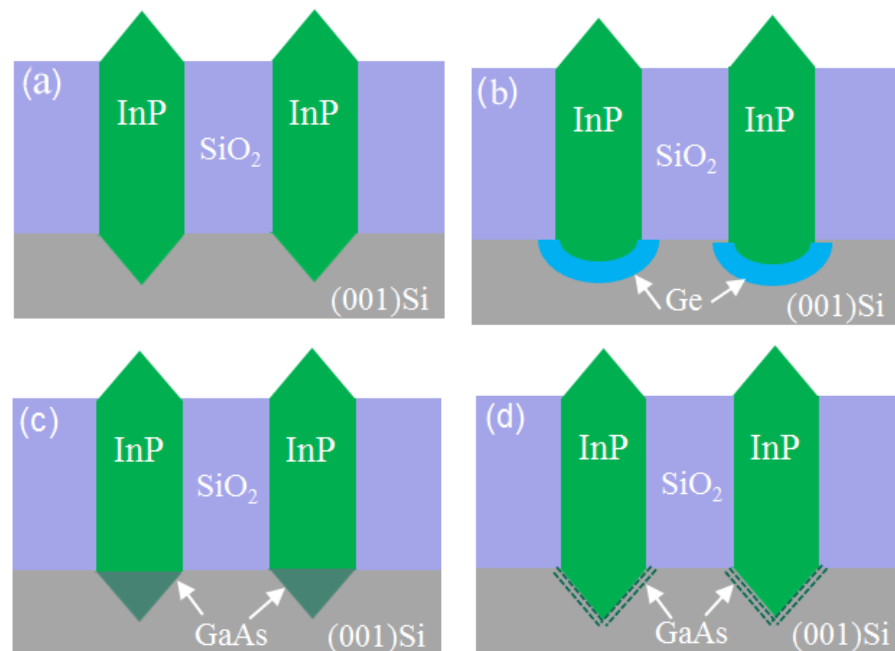 (a)
InP
InP
SiO₂
(001)Si
(b)
InP
InP
SiO₂
Ge
(001)Si
(c)
InP
InP
SiO₂
GaAs
(001)Si
(d)
InP
InP
SiO₂
GaAs
(001)Si